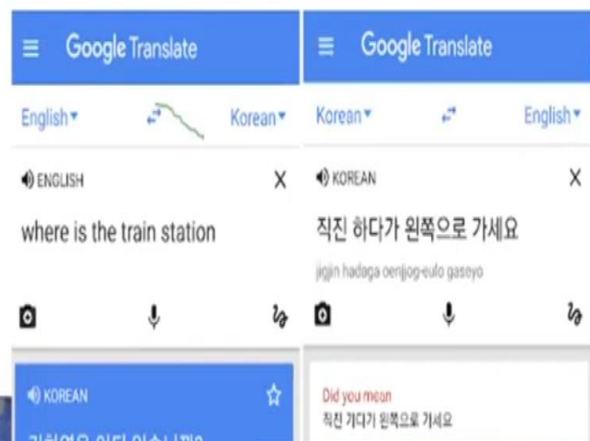 Google Translate
English
Korean
ENGLISH
where is the train station
KOREAN
Google Translate
Korean
English
KOREAN
직진 하다가 왼쪽으로 가세요
jigjin hadaga oenjjog-eulo gaseyo
Did you mean
직진 가다가 왼쪽으로 가세요